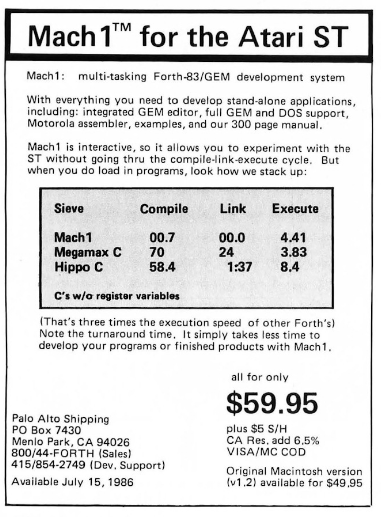 Mach1™ for the Atari ST
Mach1: multi-tasking Forth-83/GEM development system
With everything you need to develop stand-alone applications,
including: integrated GEM editor, full GEM and DOS support,
Motorola assembler, examples, and our 300 page manual.
Mach1 is interactive, so it allows you to experiment with the
ST without going thru the compile-link-execute cycle. But
when you do load in programs, look how we stack up:
Sieve Compile Link Execute
Mach1 00.7 00.0 4.41
Megamax C 70 24 3.83
Hippo C 58.4 1:37 8.4
C's w/o register variables
(That's three times the execution speed of other Forth's)
Note the turnaround time. It simply takes less time to
develop your programs or finished products with Mach1.
all for only
$59.95
Palo Alto Shipping
PO Box 7430
Menlo Park, CA 94026
800/44-FORTH (Sales)
415/854-2749 (Dev. Support)
Available July 15, 1986
plus $5 S/H
CA Res. add 6.5%
VISA/MC COD
Original Macintosh version
(v1.2) available for $49.95